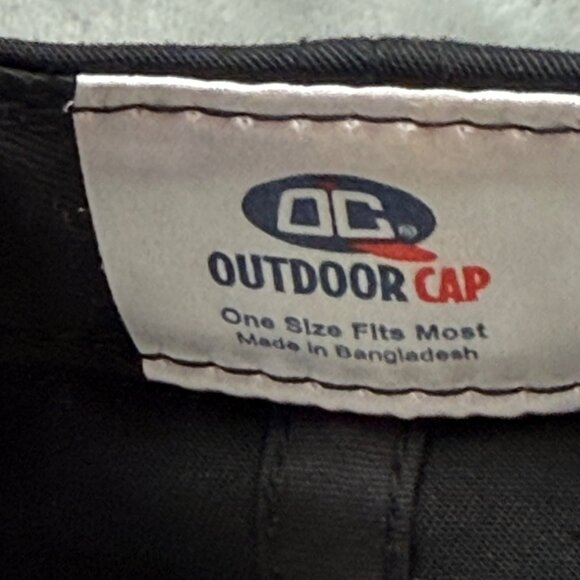 OC®
OUTDOOR CAP
One Size Fits Most
Made in Bangladesh